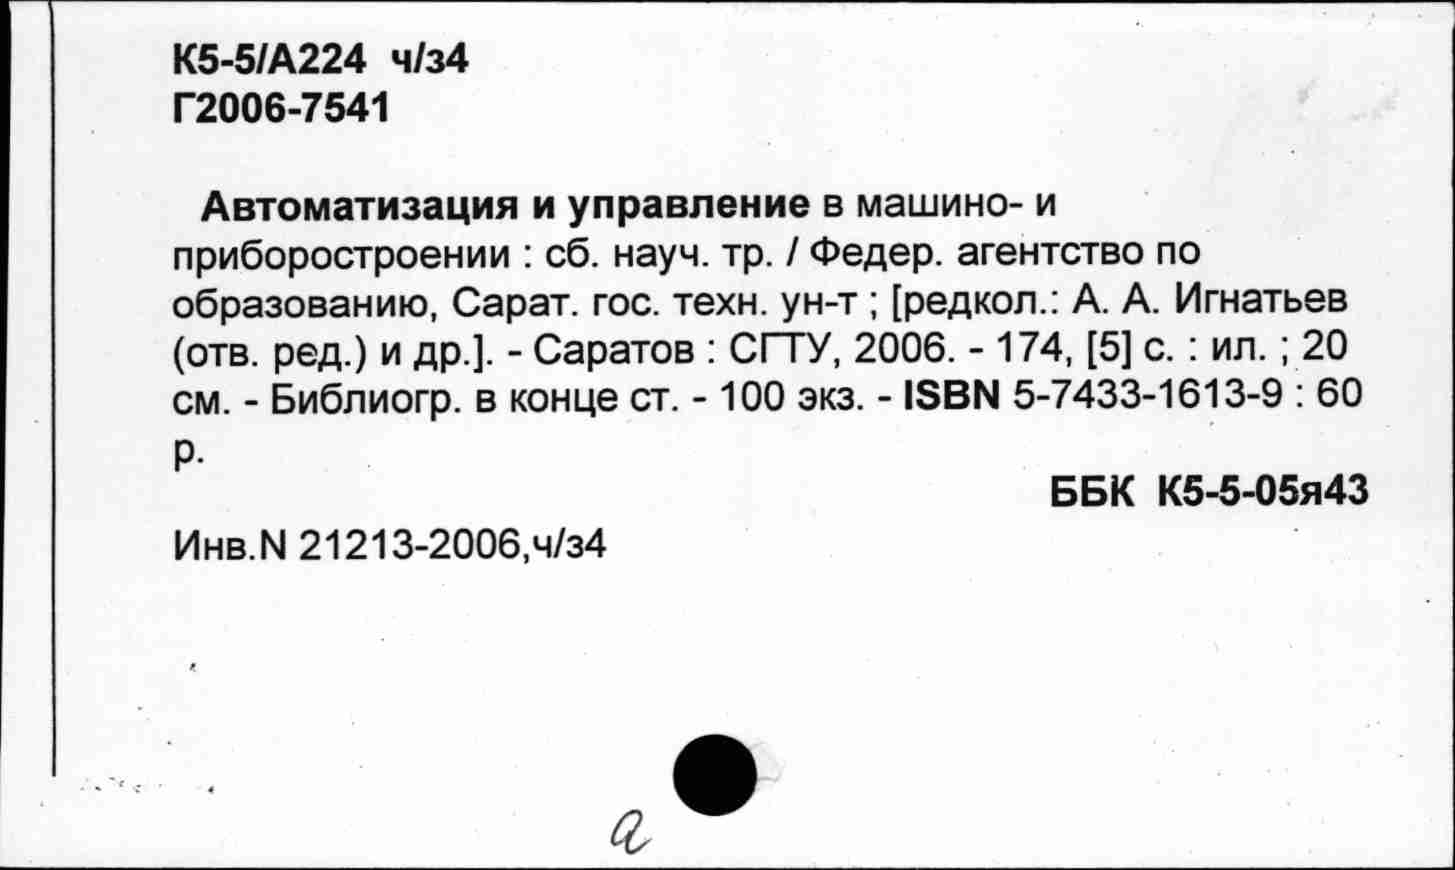 К5-5/А224 ч/з4
Г2006-7541
Автоматизация и управление в машино- и
приборостроении : сб. науч. тр. / Федер. агентство по
образованию, Сарат. гос. техн. ун-т ; [редкол.: А. А. Игнатьев
(отв. ред.) и др.]. - Саратов : СГТУ, 2006. - 174, [5] с. : ил. ; 20
см. - Библиогр. в конце ст. - 100 экз. - ISBN 5-7433-1613-9 : 60
р.
ББК К5-5-05я43
Инв.N 21213-2006,ч/з4
а